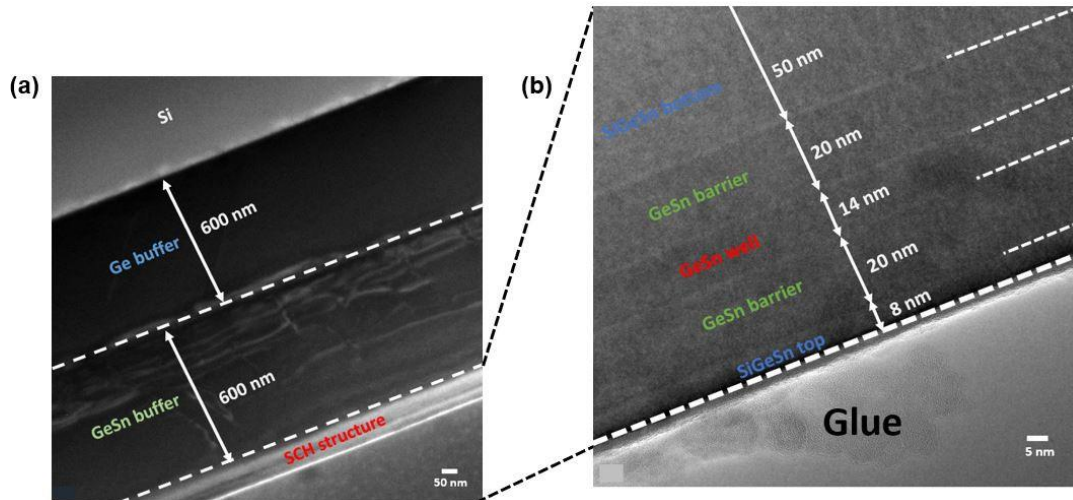 (a)
Si
600 nm
Ge buffer
600 nm
GeSn buffer
SCH structure
50 nm
(b)
50 nm
SiGeSn bottom
20 nm
GeSn barrier
14 nm
GeSn well
20 nm
GeSn barrier
8 nm
SiGeSn top
Glue
5 nm